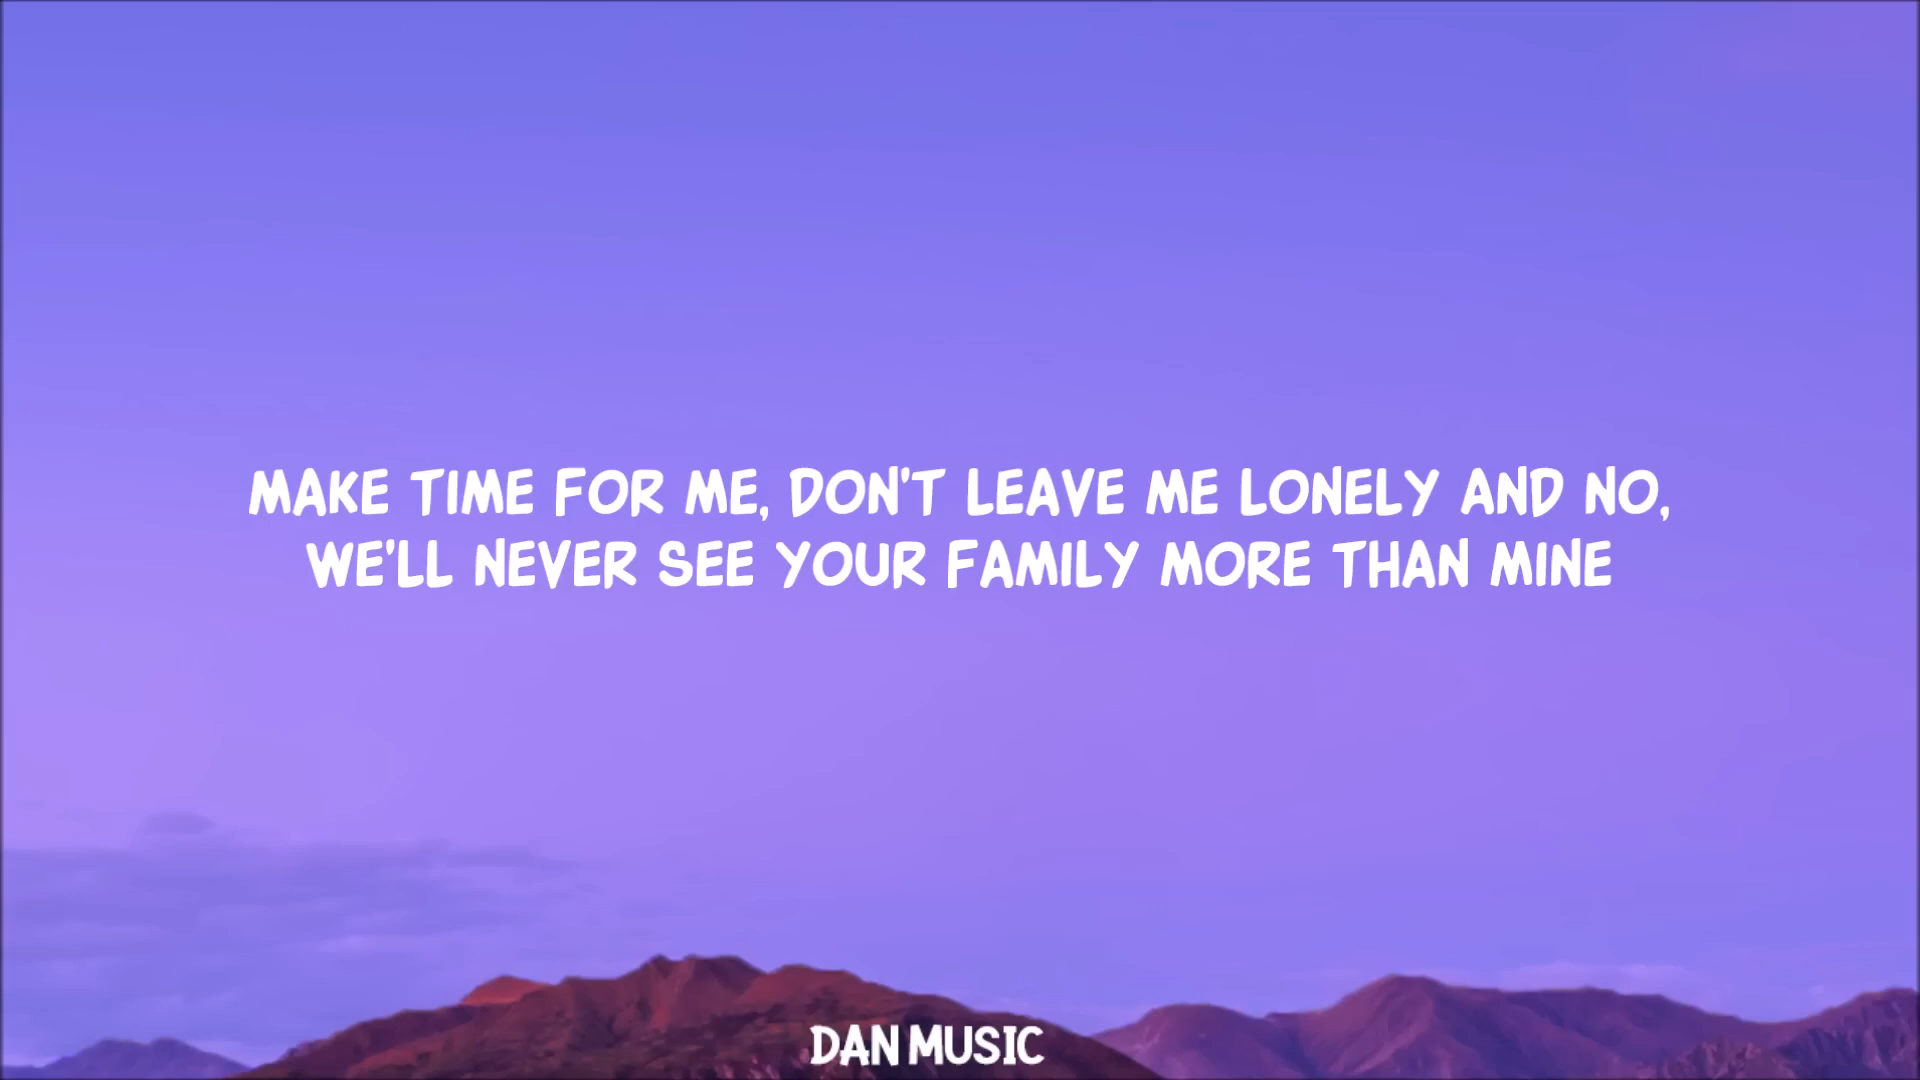 MAKE TIME FOR ME, DON'T LEAVE ME LONELY AND NO,
WE'LL NEVER SEE YOUR FAMILY MORE THAN MINE
DAN MUSIC